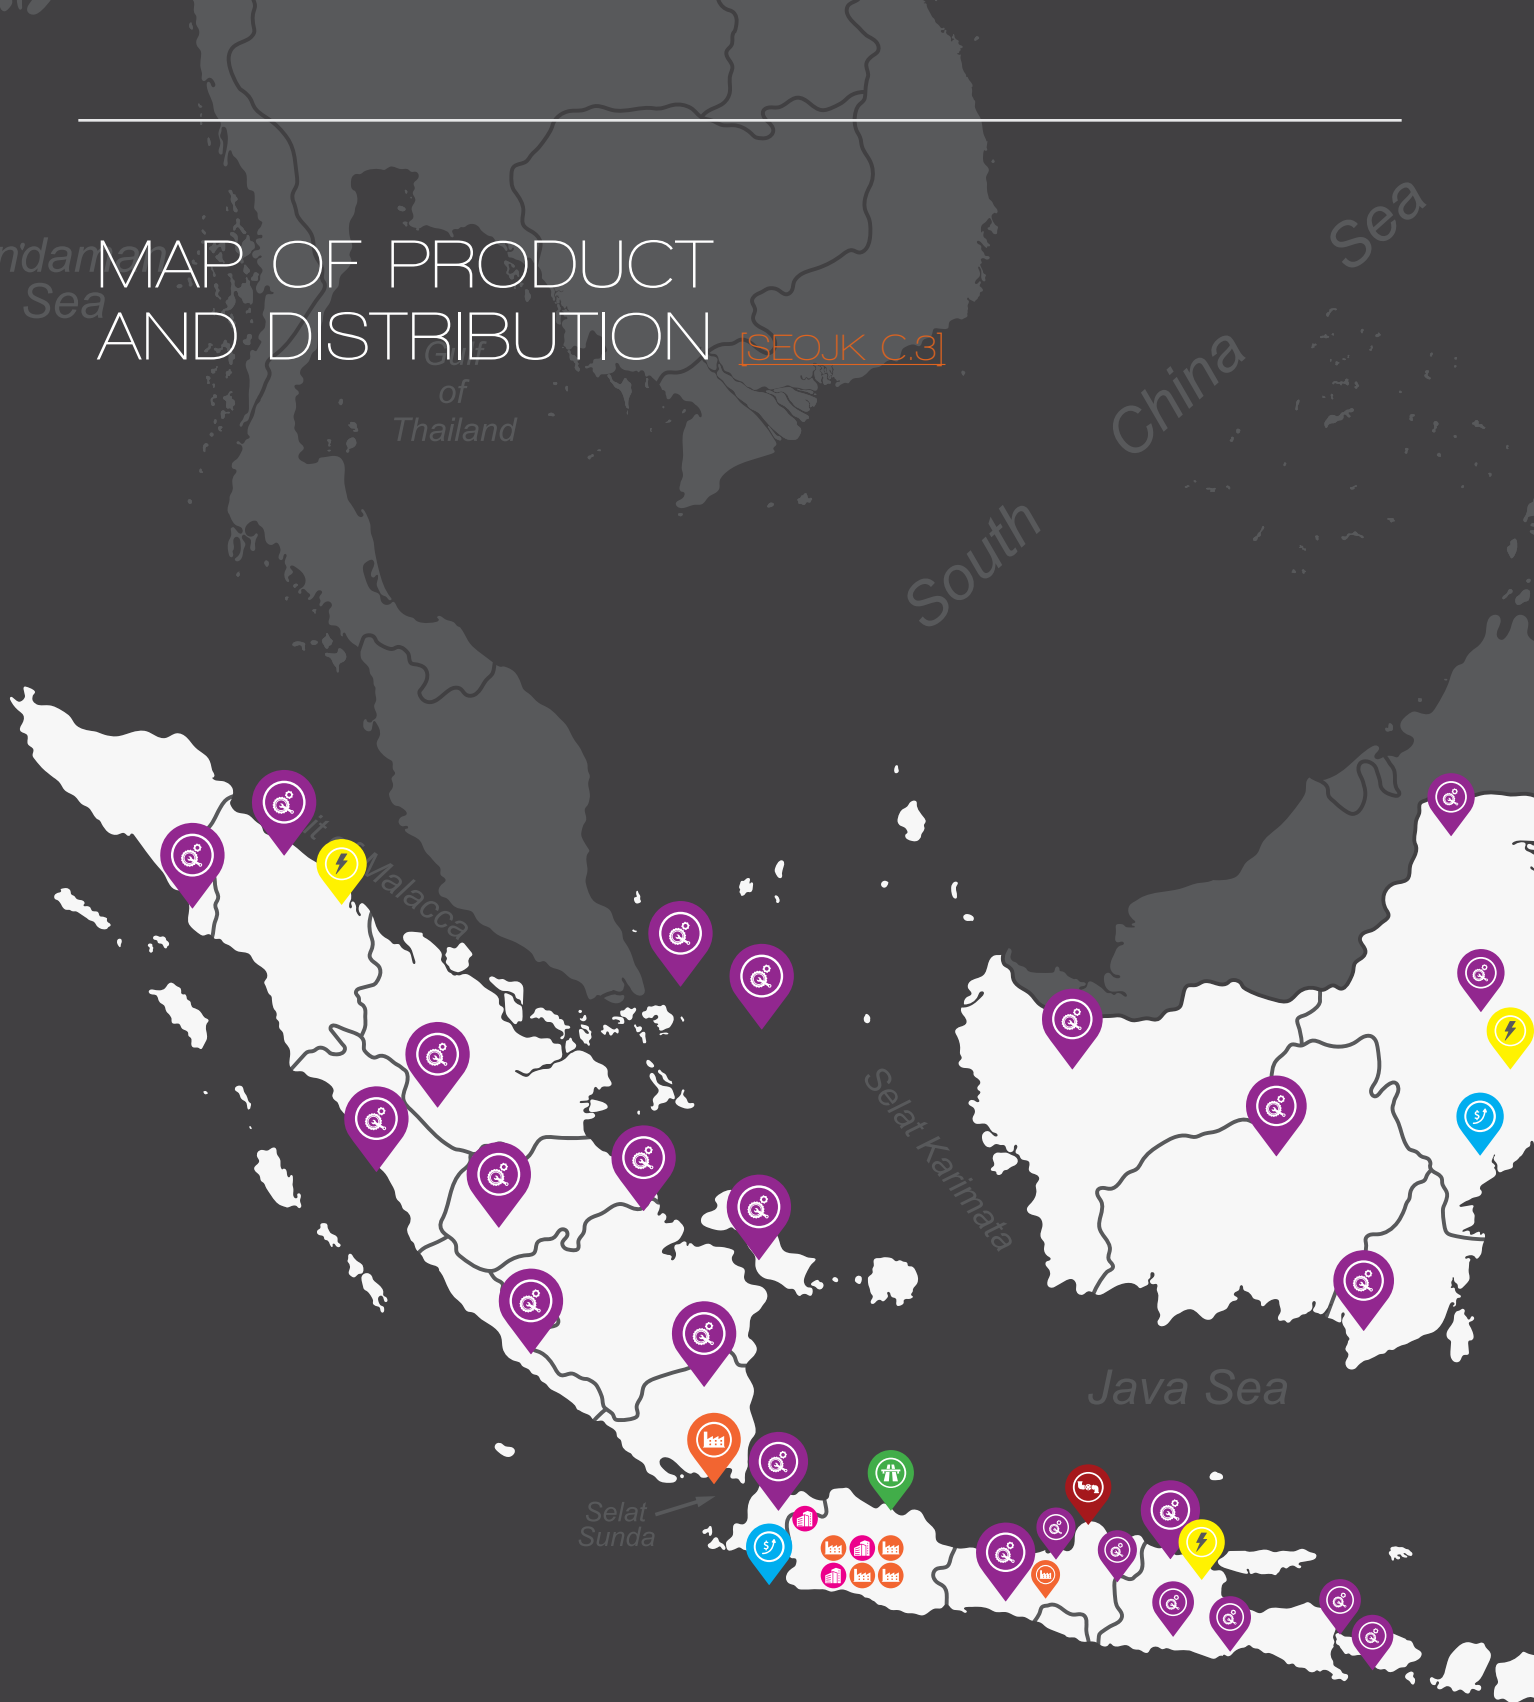 MAP OF PRODUCT
AND DISTRIBUTION [SEOJK C.3]
Sea
Gulf
of
Thailand
South China Sea
Malacca
Selat Karimata
Java Sea
Selat
Sunda